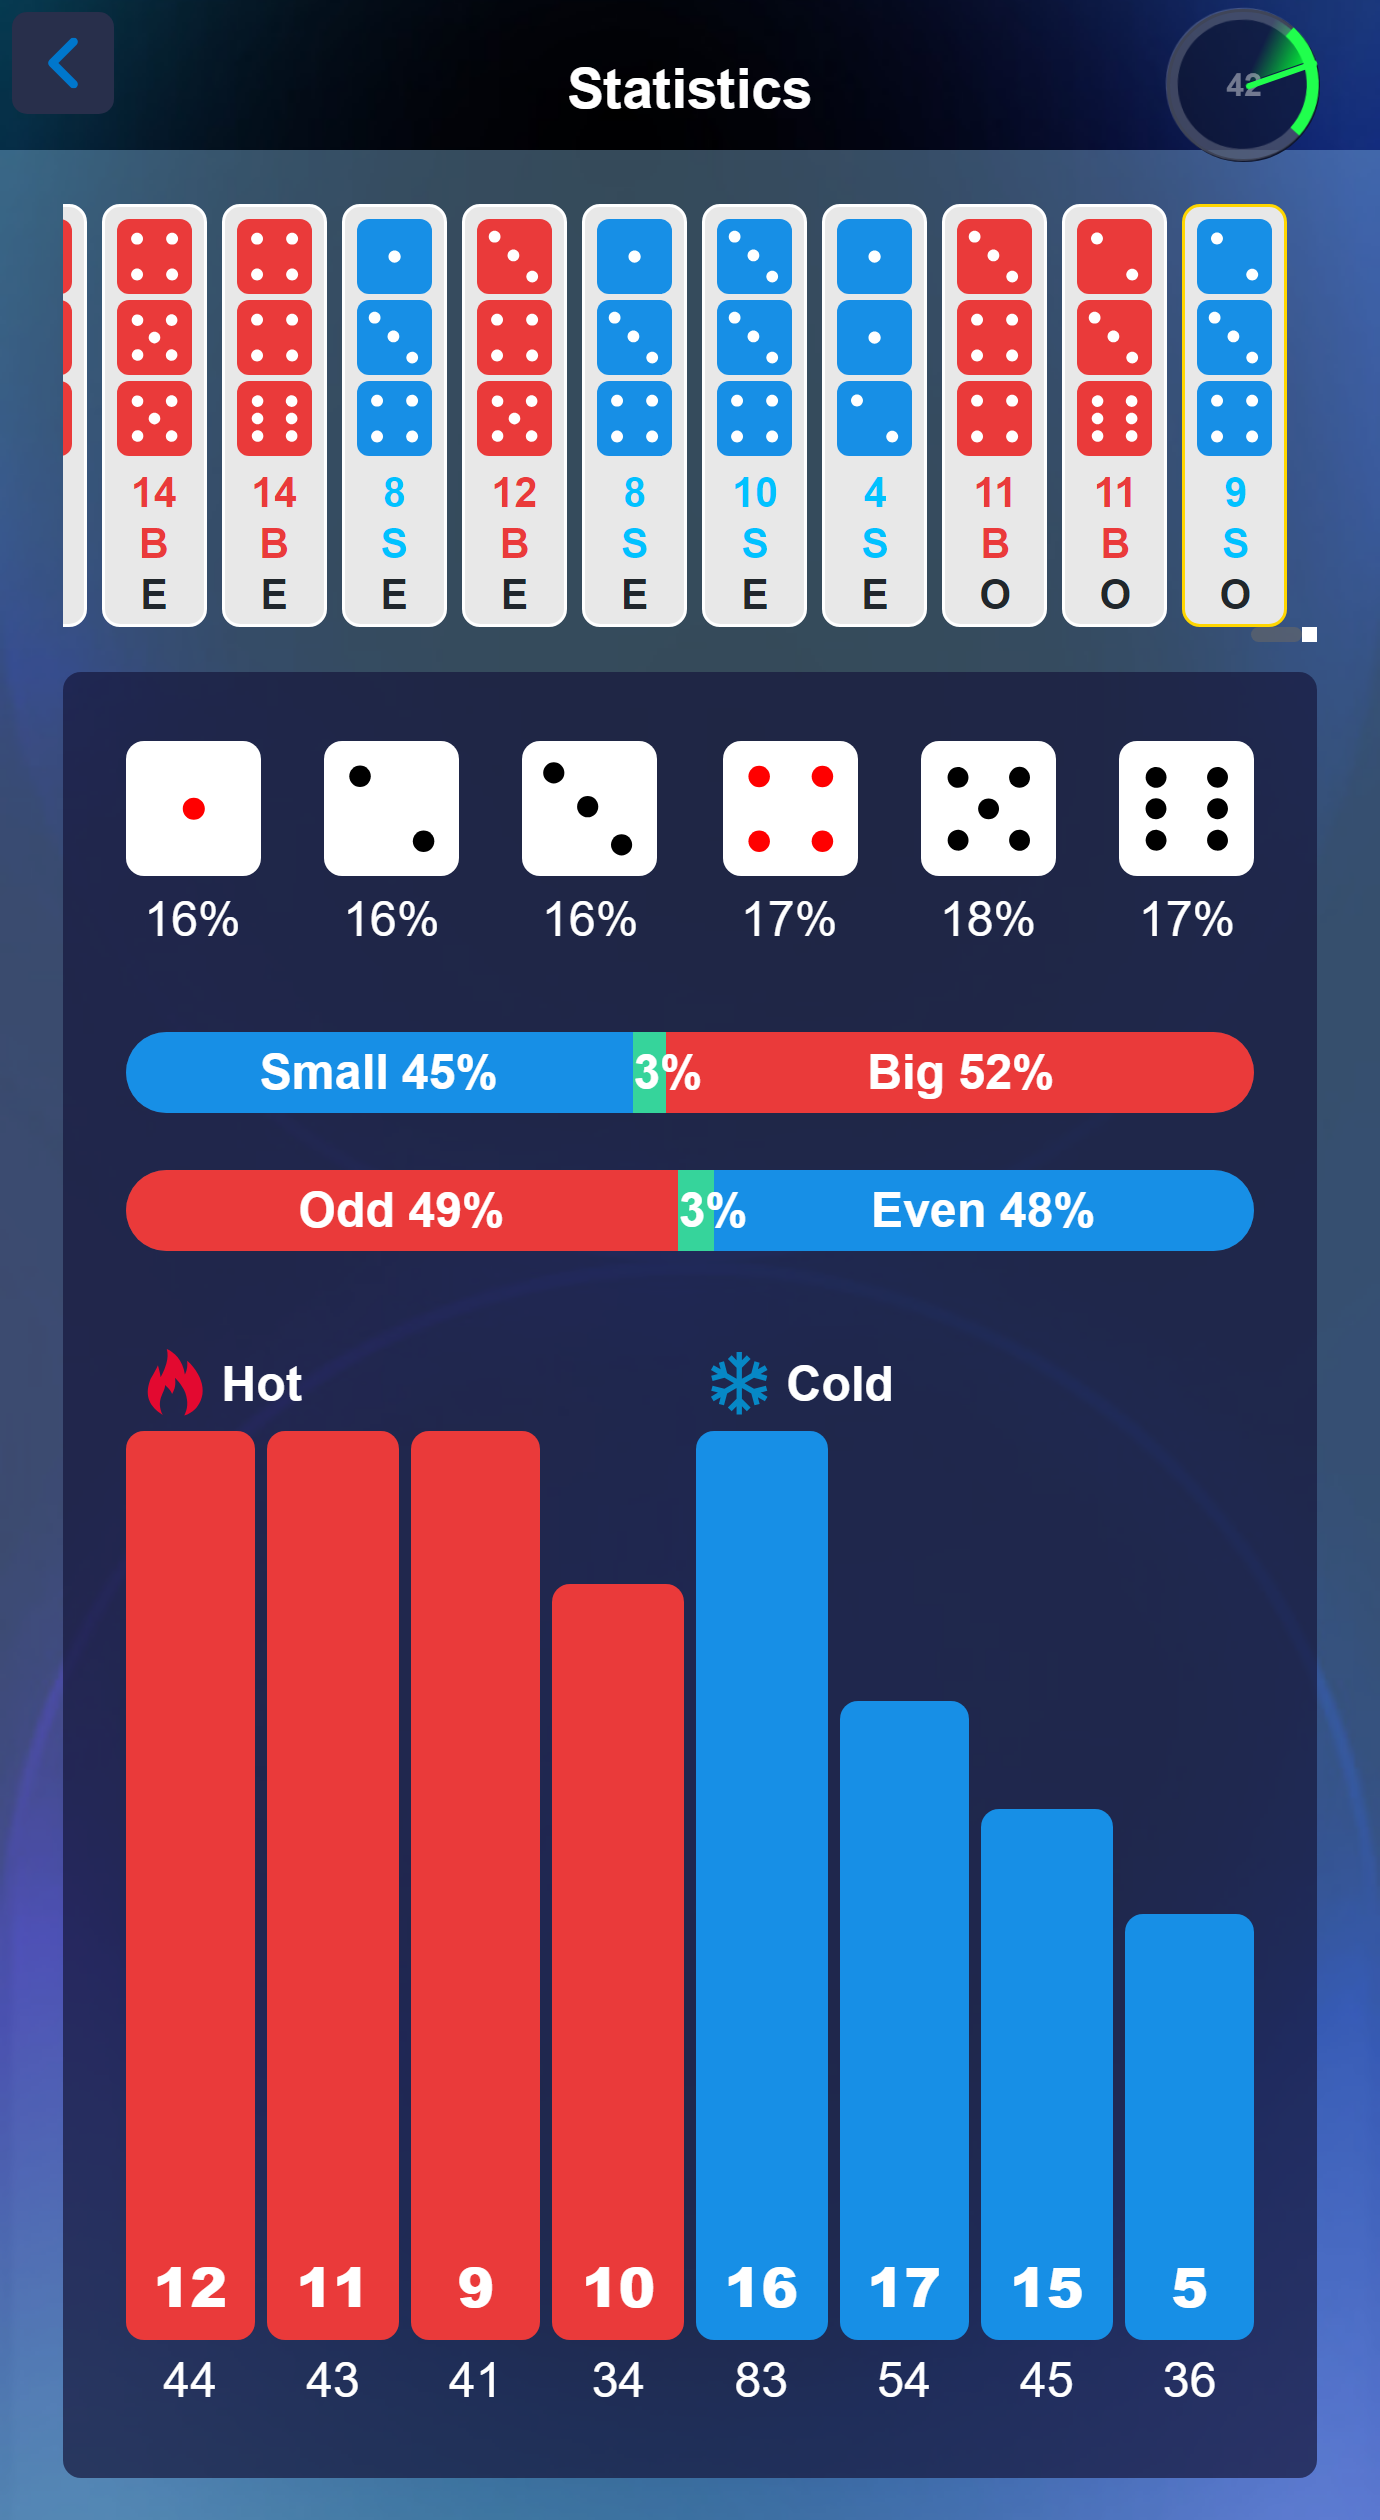 Statistics
42
14 14 8 12 8 10 4 11 11 9
B B S B S S S B B S
E E E E E E E O O O
16% 16% 16% 17% 18% 17%
Small 45% 3% Big 52%
Odd 49% 3% Even 48%
Hot Cold
12 11 9 10 16 17 15 5
44 43 41 34 83 54 45 36